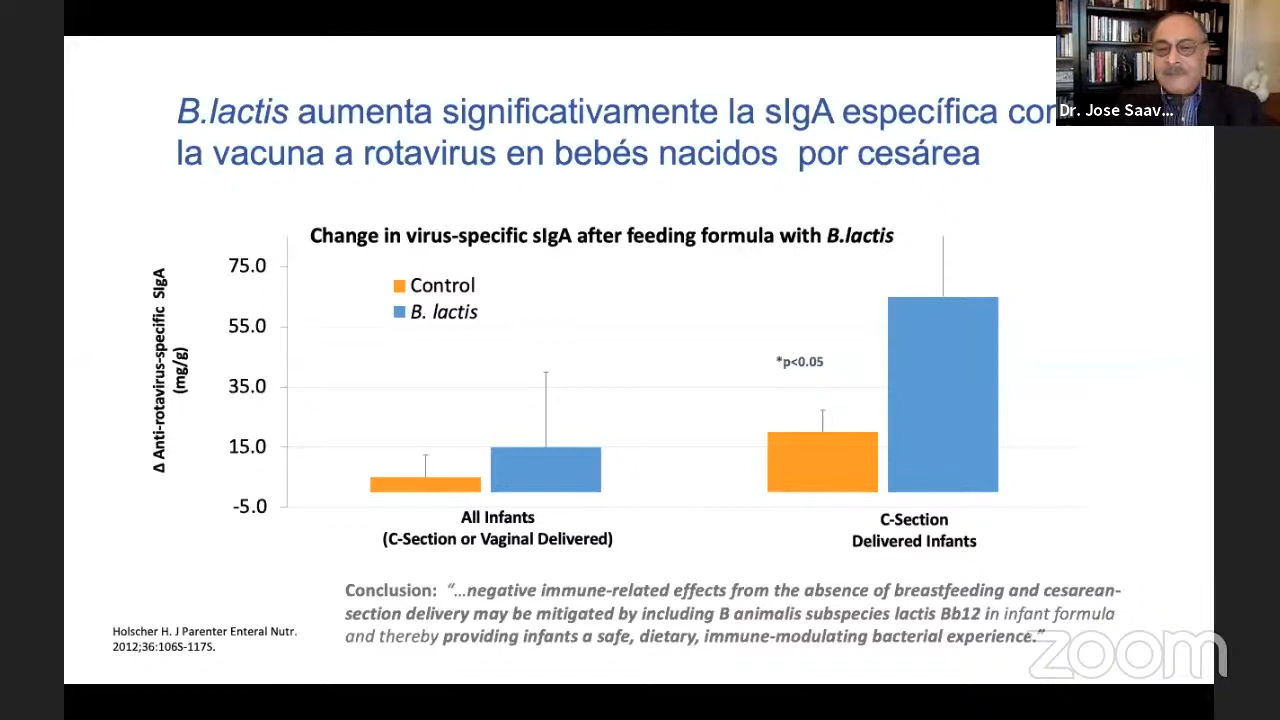 B.lactis aumenta significativamente la sIgA específica con
la vacuna a rotavirus en bebés nacidos por cesárea
Dr. Jose Saav...
Change in virus-specific sIgA after feeding formula with B.lactis
Δ Anti-rotavirus-specific SIgA
(mg/g)
75.0
55.0
35.0
15.0
-5.0
Control
B. lactis
*p<0.05
All Infants
(C-Section or Vaginal Delivered)
C-Section
Delivered Infants
Conclusion: “…negative immune-related effects from the absence of breastfeeding and cesarean-
section delivery may be mitigated by including B animalis subspecies lactis Bb12 in infant formula
and thereby providing infants a safe, dietary, immune-modulating bacterial experience.”
Holscher H. J Parenter Enteral Nutr.
2012;36:106S-117S.
zoom